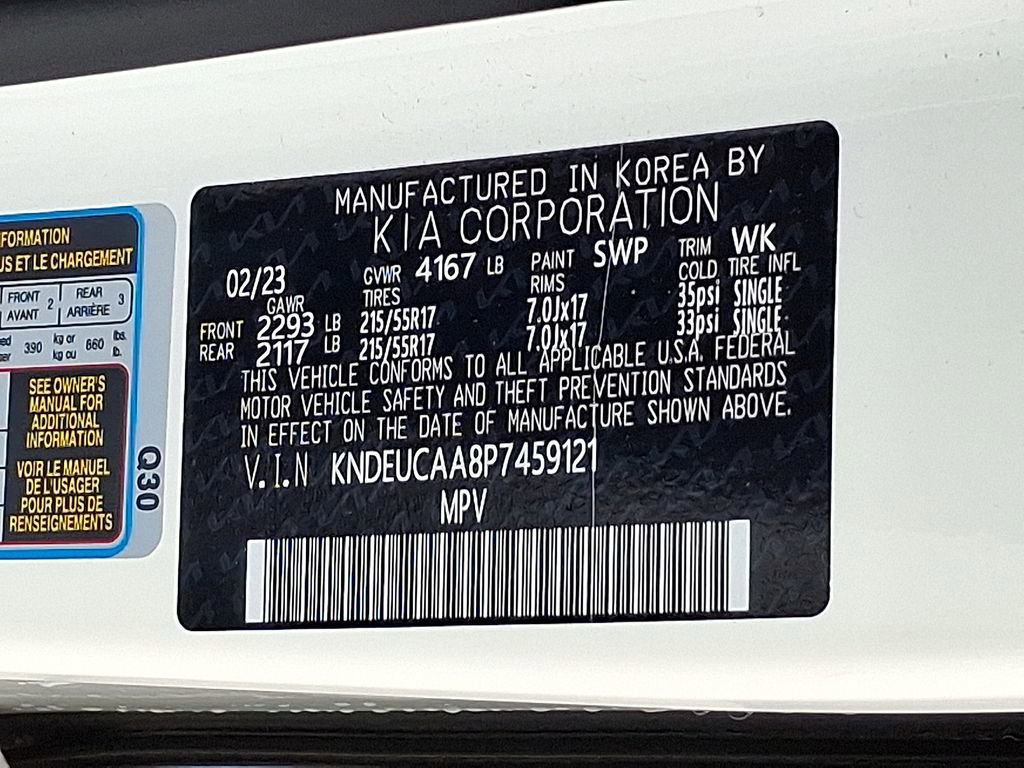 FORMATION
US ET LE CHARGEMENT
FRONT 2 REAR 3
AVANT ARRIÈRE
390 kg or 660 lbs.
kg ou lb.
SEE OWNER'S
MANUAL FOR
ADDITIONAL
INFORMATION
VOIR LE MANUEL
DE L'USAGER
POUR PLUS DE
RENSEIGNEMENTS
Q30
MANUFACTURED IN KOREA BY
KIA CORPORATION
02/23 GVWR 4167 LB PAINT SWP TRIM WK
GAWR TIRES RIMS COLD TIRE INFL
FRONT 2293 LB 215/55R17 7.0Jx17 35psi SINGLE
REAR 2117 LB 215/55R17 7.0Jx17 33psi SINGLE
THIS VEHICLE CONFORMS TO ALL APPLICABLE U.S.A. FEDERAL
MOTOR VEHICLE SAFETY AND THEFT PREVENTION STANDARDS
IN EFFECT ON THE DATE OF MANUFACTURE SHOWN ABOVE.
V.I.N KNDEUCAA8P7459121
MPV